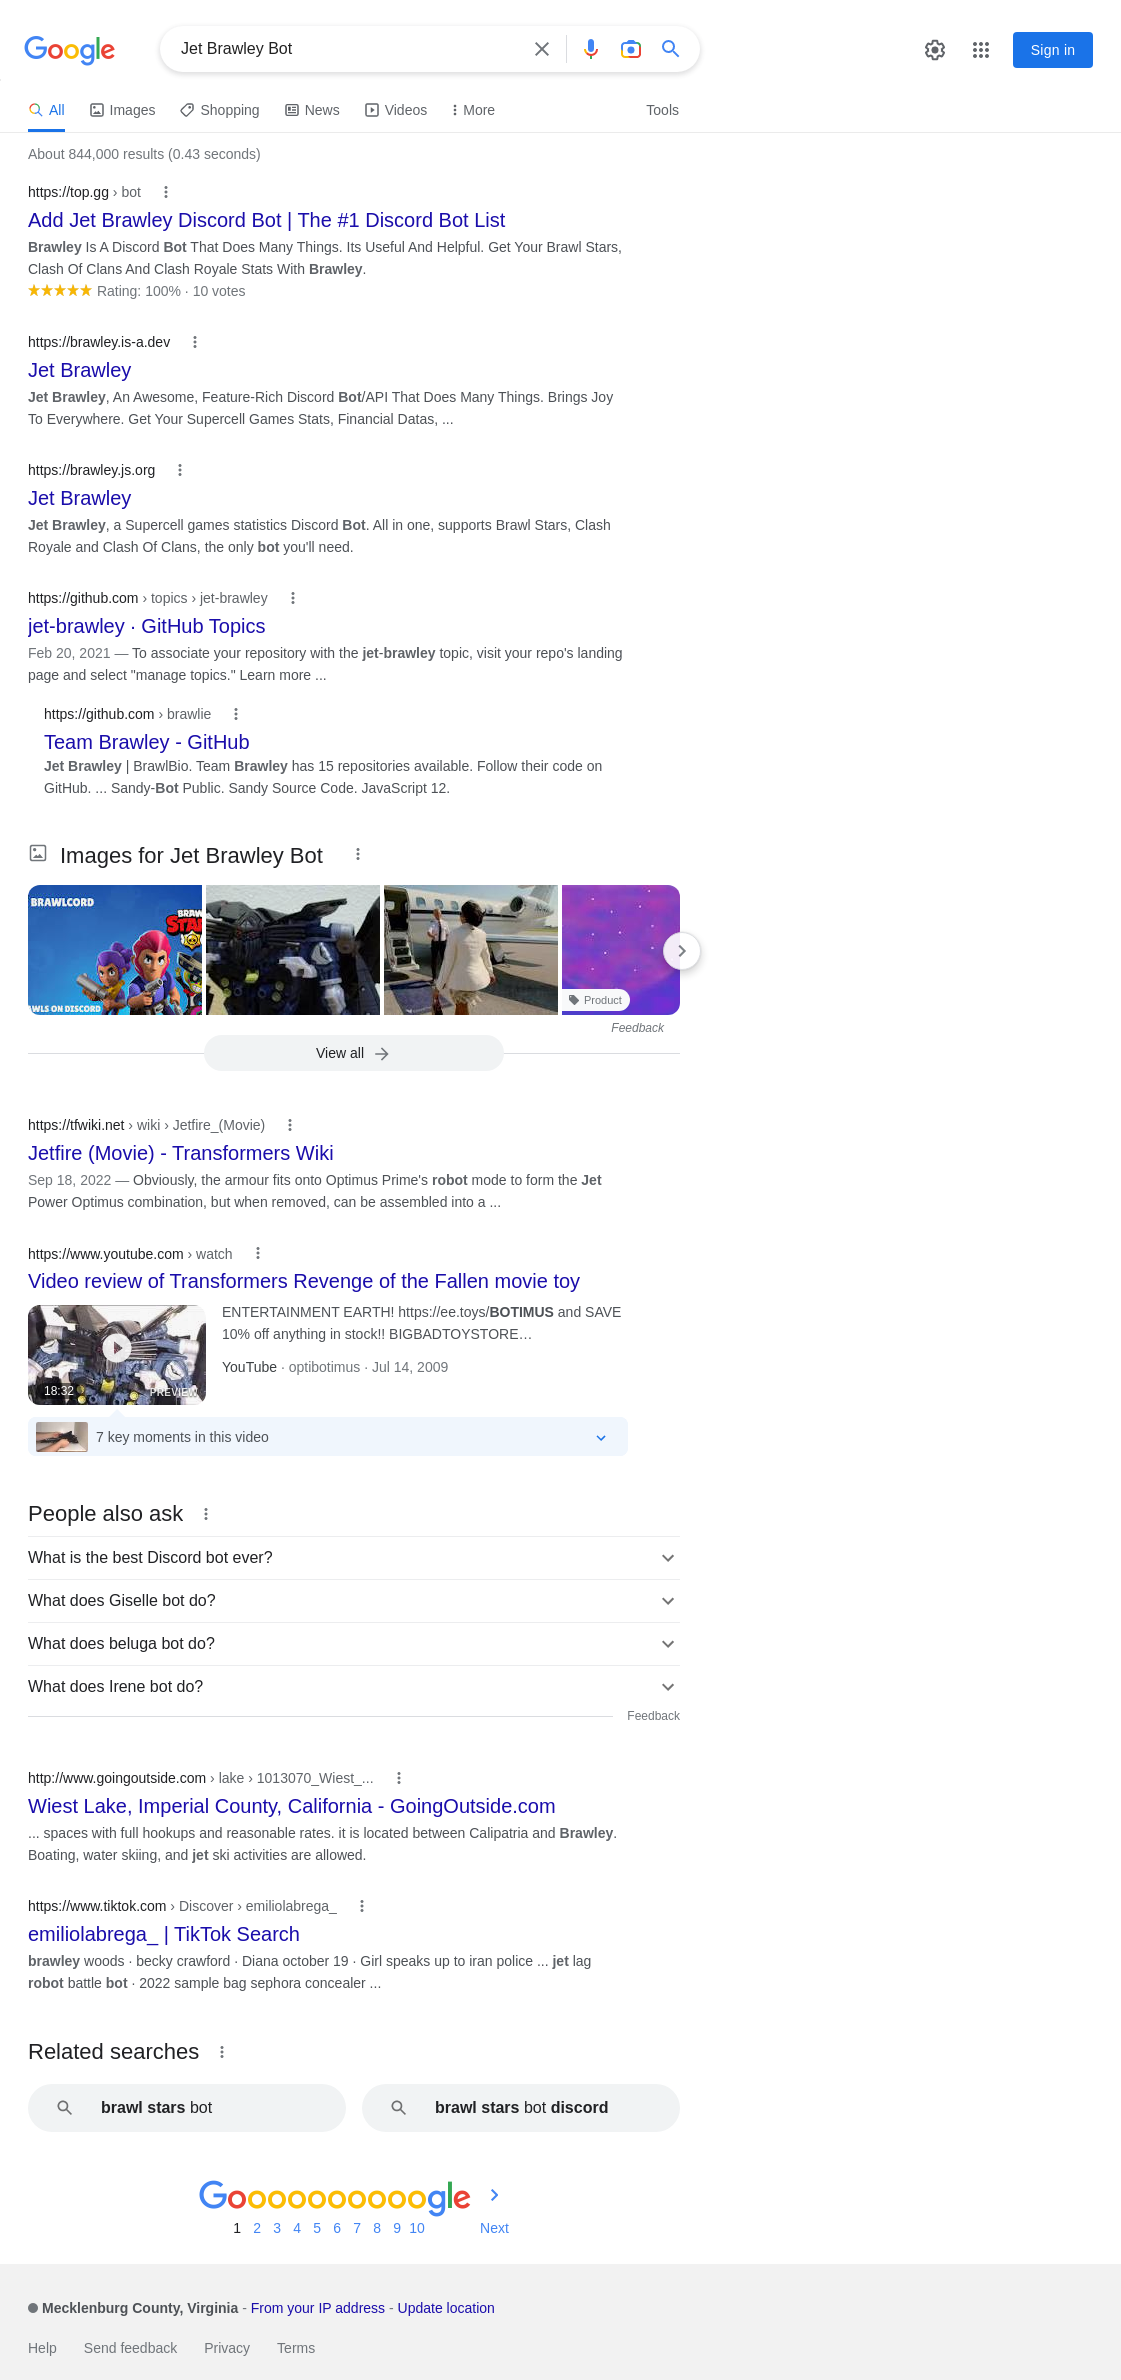 Google
Jet Brawley Bot
Sign in
All Images Shopping News Videos More Tools
About 844,000 results (0.43 seconds)
https://top.gg › bot
Add Jet Brawley Discord Bot | The #1 Discord Bot List
Brawley Is A Discord Bot That Does Many Things. Its Useful And Helpful. Get Your Brawl Stars,
Clash Of Clans And Clash Royale Stats With Brawley.
Rating: 100% · 10 votes
https://brawley.is-a.dev
Jet Brawley
Jet Brawley, An Awesome, Feature-Rich Discord Bot/API That Does Many Things. Brings Joy
To Everywhere. Get Your Supercell Games Stats, Financial Datas, ...
https://brawley.js.org
Jet Brawley
Jet Brawley, a Supercell games statistics Discord Bot. All in one, supports Brawl Stars, Clash
Royale and Clash Of Clans, the only bot you'll need.
https://github.com › topics › jet-brawley
jet-brawley · GitHub Topics
Feb 20, 2021 — To associate your repository with the jet-brawley topic, visit your repo's landing
page and select "manage topics." Learn more ...
https://github.com › brawlie
Team Brawley - GitHub
Jet Brawley | BrawlBio. Team Brawley has 15 repositories available. Follow their code on
GitHub. ... Sandy-Bot Public. Sandy Source Code. JavaScript 12.
Images for Jet Brawley Bot
BRAWLCORD
BRAW
STA
AWLS ON DISCORD
Product
Feedback
View all
https://tfwiki.net › wiki › Jetfire_(Movie)
Jetfire (Movie) - Transformers Wiki
Sep 18, 2022 — Obviously, the armour fits onto Optimus Prime's robot mode to form the Jet
Power Optimus combination, but when removed, can be assembled into a ...
https://www.youtube.com › watch
Video review of Transformers Revenge of the Fallen movie toy
ENTERTAINMENT EARTH! https://ee.toys/BOTIMUS and SAVE
10% off anything in stock!! BIGBADTOYSTORE…
YouTube · optibotimus · Jul 14, 2009
18:32
PREVIEW
7 key moments in this video
People also ask
What is the best Discord bot ever?
What does Giselle bot do?
What does beluga bot do?
What does Irene bot do?
Feedback
http://www.goingoutside.com › lake › 1013070_Wiest_...
Wiest Lake, Imperial County, California - GoingOutside.com
... spaces with full hookups and reasonable rates. it is located between Calipatria and Brawley.
Boating, water skiing, and jet ski activities are allowed.
https://www.tiktok.com › Discover › emiliolabrega_
emiliolabrega_ | TikTok Search
brawley woods · becky crawford · Diana october 19 · Girl speaks up to iran police ... jet lag
robot battle bot · 2022 sample bag sephora concealer ...
Related searches
brawl stars bot
brawl stars bot discord
Goooooooooogle
1 2 3 4 5 6 7 8 9 10 Next
Mecklenburg County, Virginia - From your IP address - Update location
Help Send feedback Privacy Terms